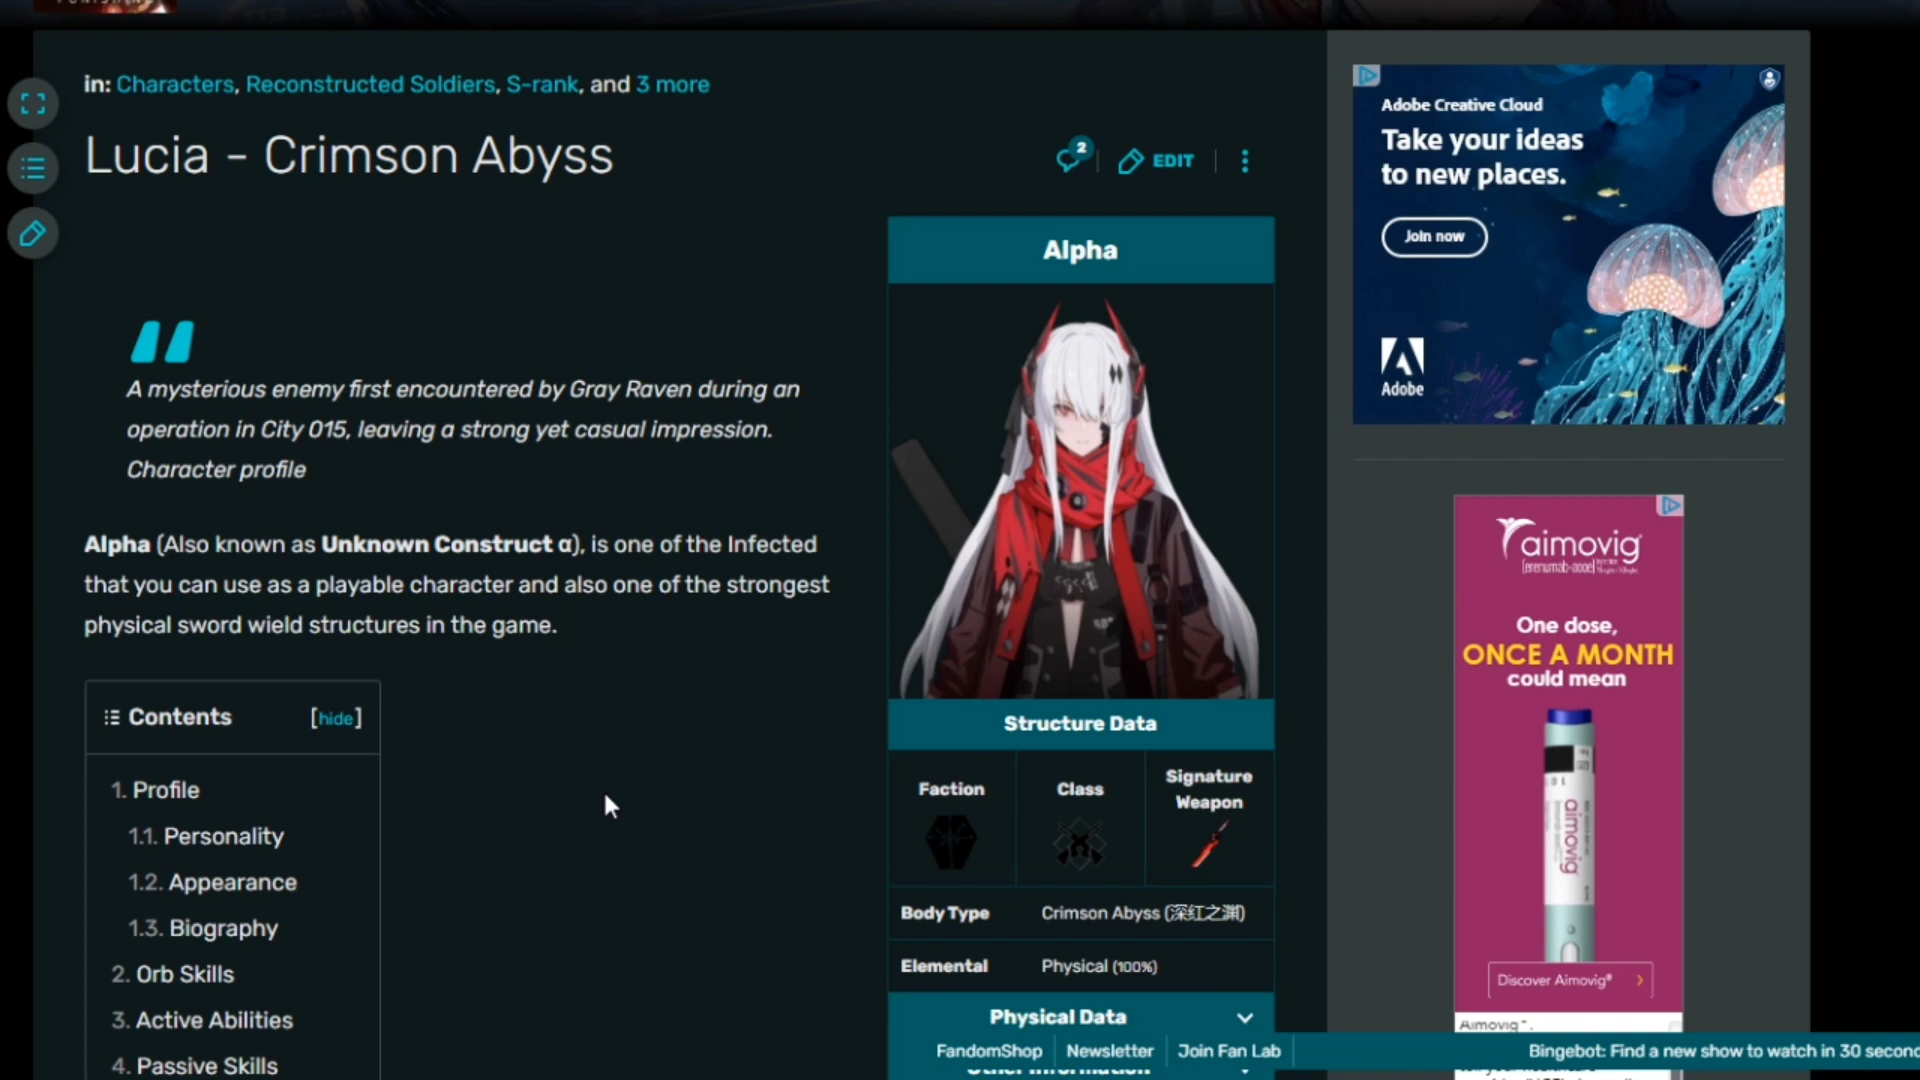 in: Characters, Reconstructed Soldiers, S-rank, and 3 more
Lucia - Crimson Abyss
2
EDIT
A mysterious enemy first encountered by Gray Raven during an
operation in City 015, leaving a strong yet casual impression.
Character profile
Alpha (Also known as Unknown Construct α), is one of the Infected
that you can use as a playable character and also one of the strongest
physical sword wield structures in the game.
Contents [hide]
1. Profile
1.1. Personality
1.2. Appearance
1.3. Biography
2. Orb Skills
3. Active Abilities
4. Passive Skills
Alpha
Structure Data
Faction
Class
Signature
Weapon
Body Type Crimson Abyss (深红之渊)
Elemental Physical (100%)
Physical Data
Other Information
FandomShop Newsletter Join Fan Lab
Bingebot: Find a new show to watch in 30 second
Adobe Creative Cloud
Take your ideas
to new places.
Join now
Adobe
aimovig
One dose,
ONCE A MONTH
could mean
aimovig
Discover Aimovig®
Aimovig